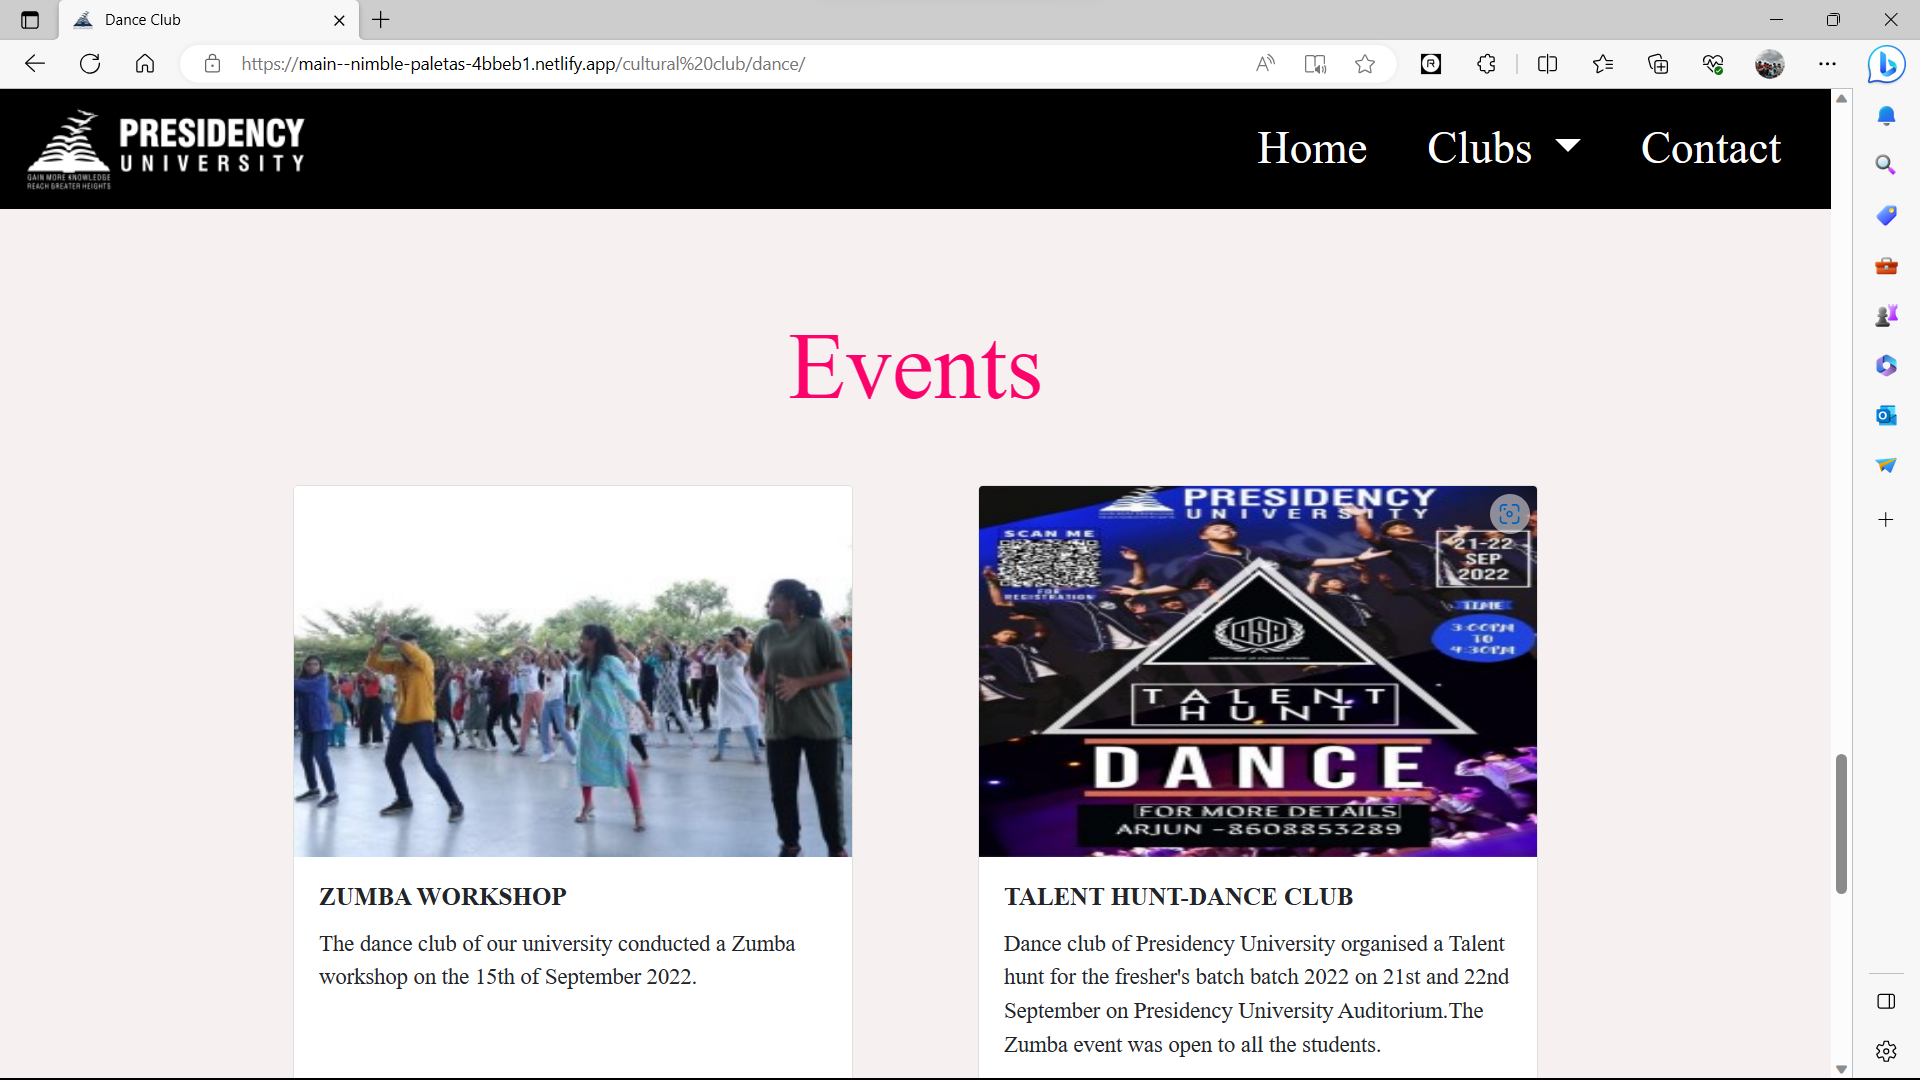 Dance Club
https://main--nimble-paletas-4bbeb1.netlify.app/cultural%20club/dance/
PRESIDENCY
UNIVERSITY
GAIN MORE KNOWLEDGE
REACH GREATER HEIGHTS
Home Clubs Contact
Events
PRESIDENCY
UNIVERSITY
SCAN ME
FOR
REGISTRATION
21-22
SEP
2022
TIME
3:00PM
TO
4:30PM
TALENT
HUNT
DANCE
FOR MORE DETAILS
ARJUN -8608853289
ZUMBA WORKSHOP
The dance club of our university conducted a Zumba
workshop on the 15th of September 2022.
TALENT HUNT-DANCE CLUB
Dance club of Presidency University organised a Talent
hunt for the fresher's batch batch 2022 on 21st and 22nd
September on Presidency University Auditorium.The
Zumba event was open to all the students.